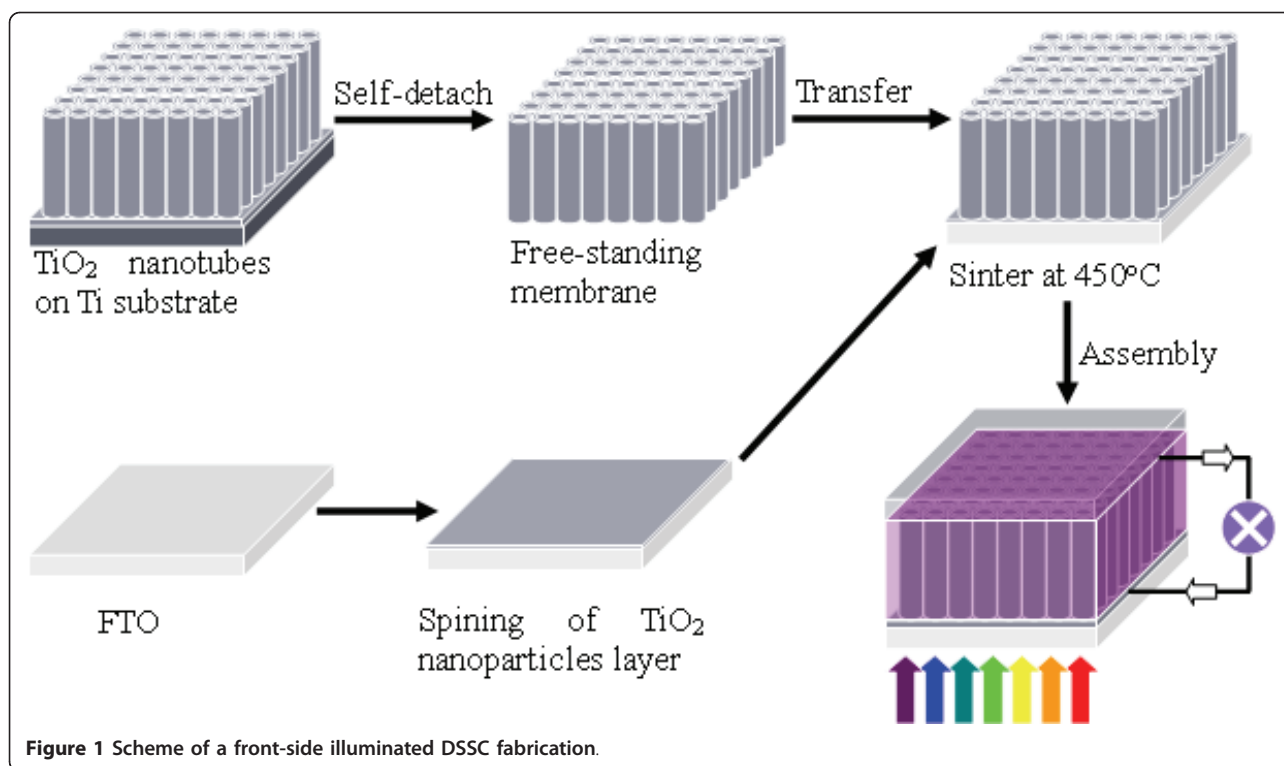 Self-detach
Transfer
TiO₂ nanotubes
on Ti substrate
Free-standing
membrane
Sinter at 450°C
Assembly
FTO
Spining of TiO₂
nanoparticles layer
Figure 1 Scheme of a front-side illuminated DSSC fabrication.